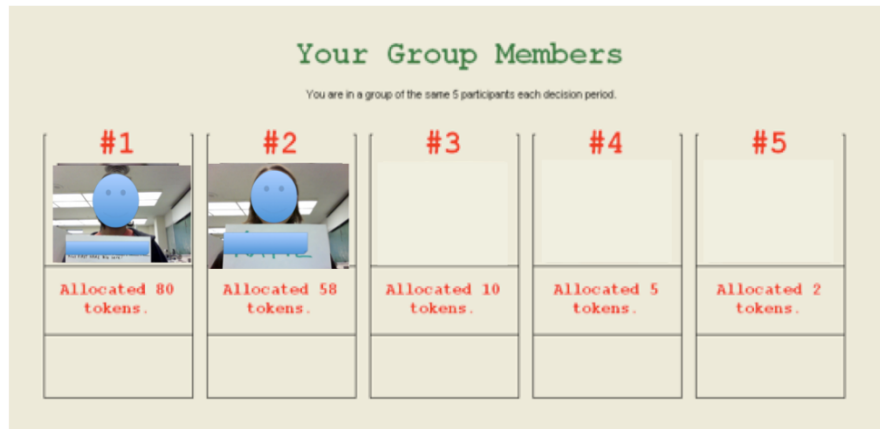 Your Group Members
You are in a group of the same 5 participants each decision period.
#1
#2
#3
#4
#5
Allocated 80
tokens.
Allocated 58
tokens.
Allocated 10
tokens.
Allocated 5
tokens.
Allocated 2
tokens.